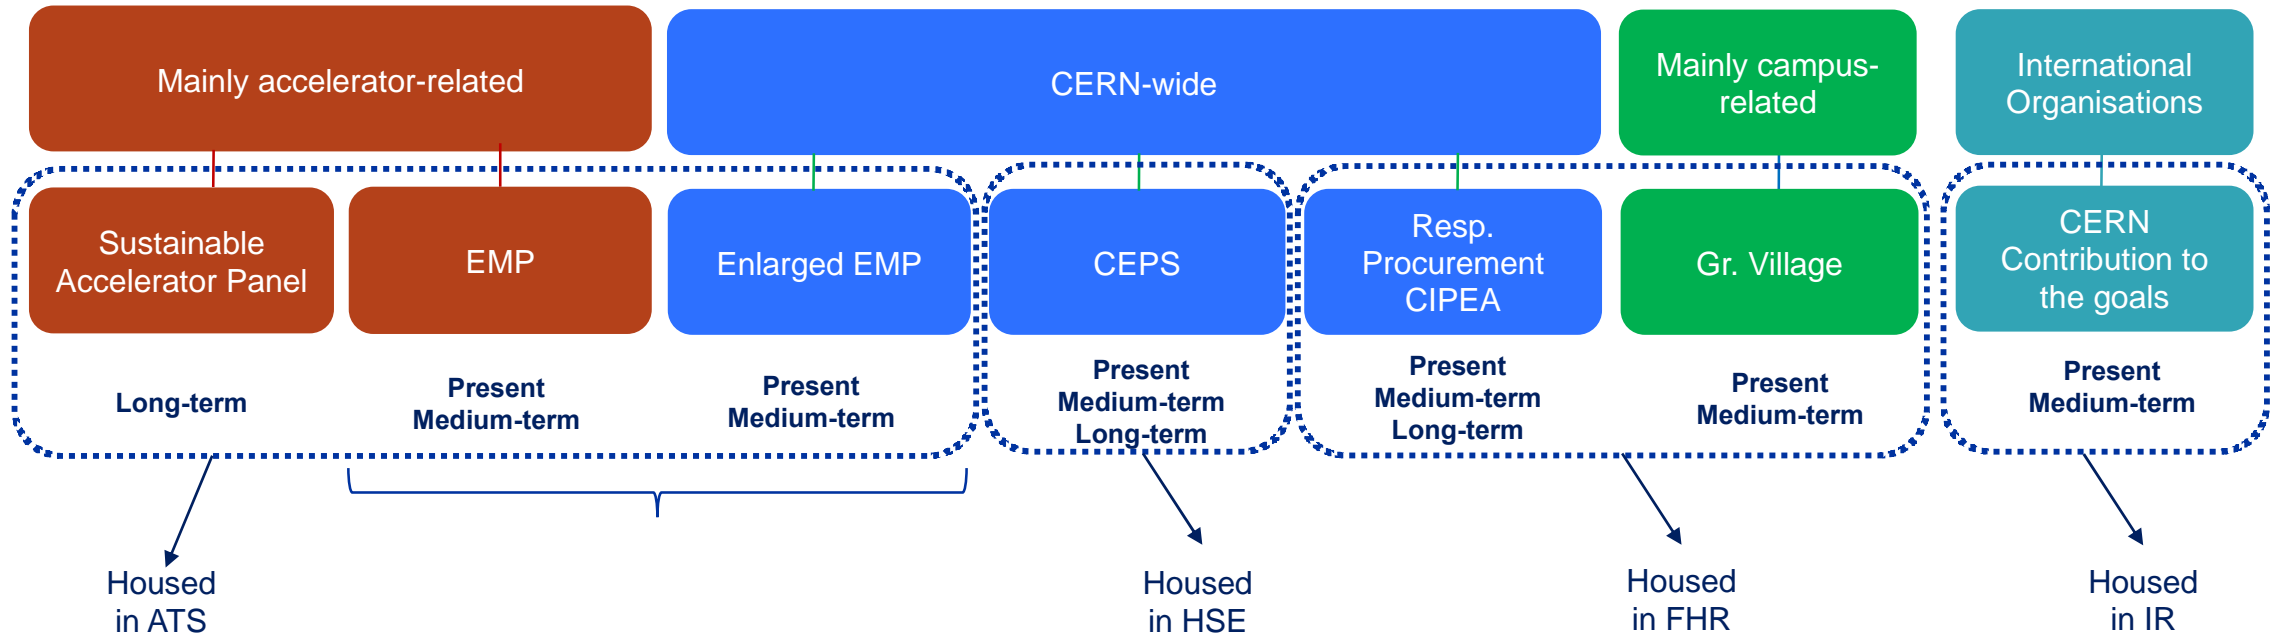 Mainly accelerator-related
CERN-wide
Mainly campus-
related
International
Organisations
Sustainable
Accelerator Panel
EMP
Enlarged EMP
CEPS
Resp.
Procurement
CIPEA
Gr. Village
CERN
Contribution to
the goals
Long-term
Present
Medium-term
Present
Medium-term
Present
Medium-term
Long-term
Present
Medium-term
Long-term
Present
Medium-term
Present
Medium-term
Housed
in ATS
Housed
in HSE
Housed
in FHR
Housed
in IR